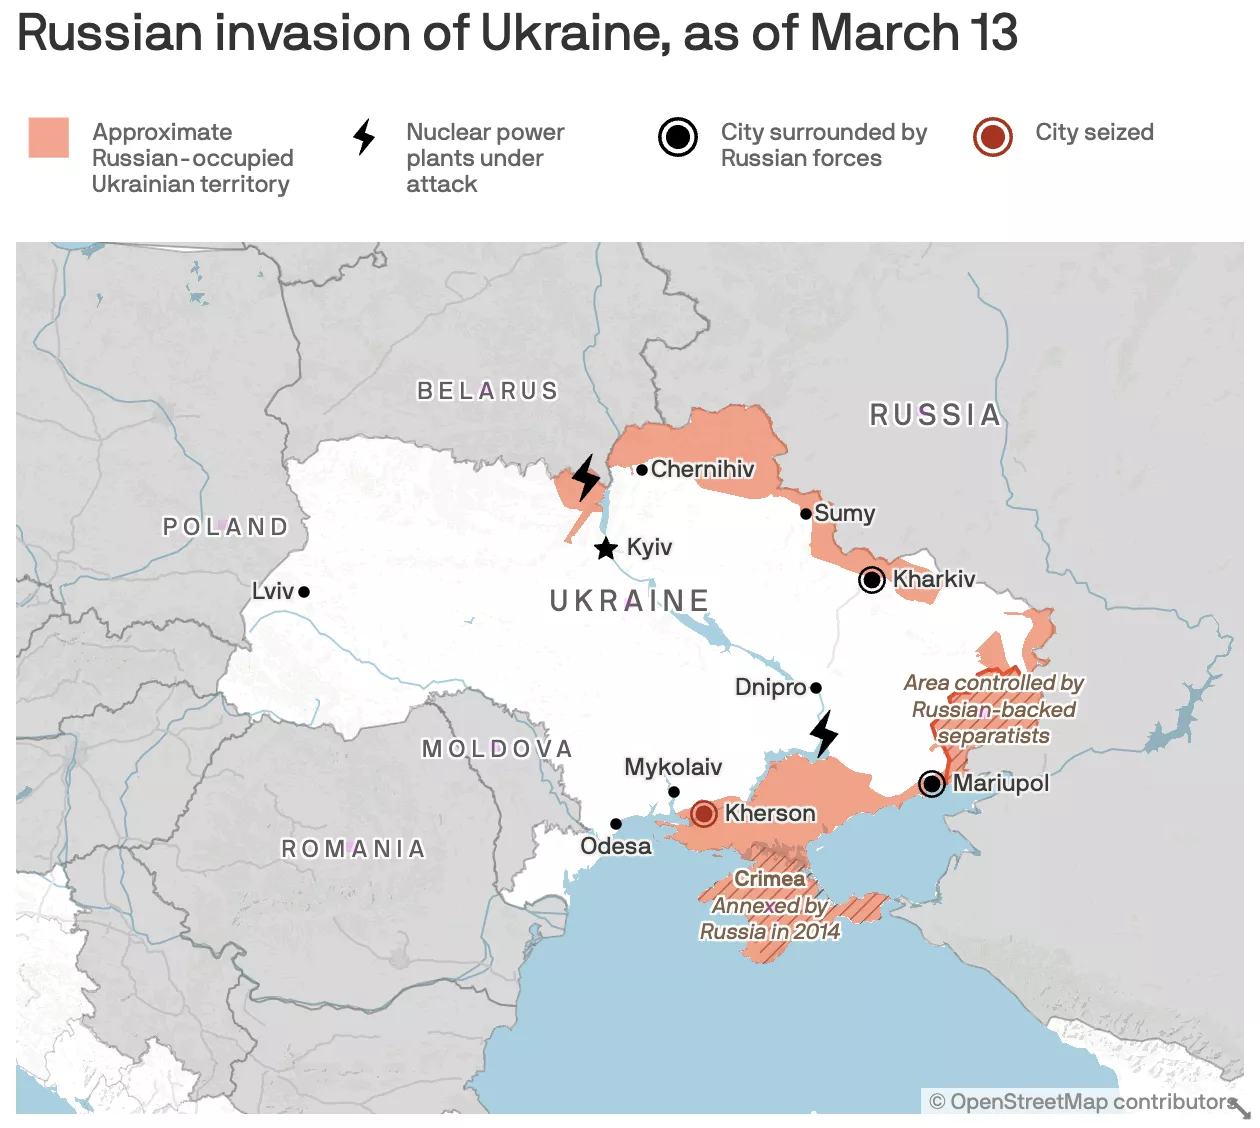 Russian invasion of Ukraine, as of March 13
Approximate
Russian-occupied
Ukrainian territory
Nuclear power
plants under
attack
City surrounded by
Russian forces
City seized
BELARUS
RUSSIA
Chernihiv
POLAND
Sumy
Kyiv
Kharkiv
Lviv
UKRAINE
Dnipro
Area controlled by
Russian-backed
separatists
MOLDOVA
Mykolaiv
Mariupol
Kherson
Odesa
ROMANIA
Crimea
Annexed by
Russia in 2014
© OpenStreetMap contributors